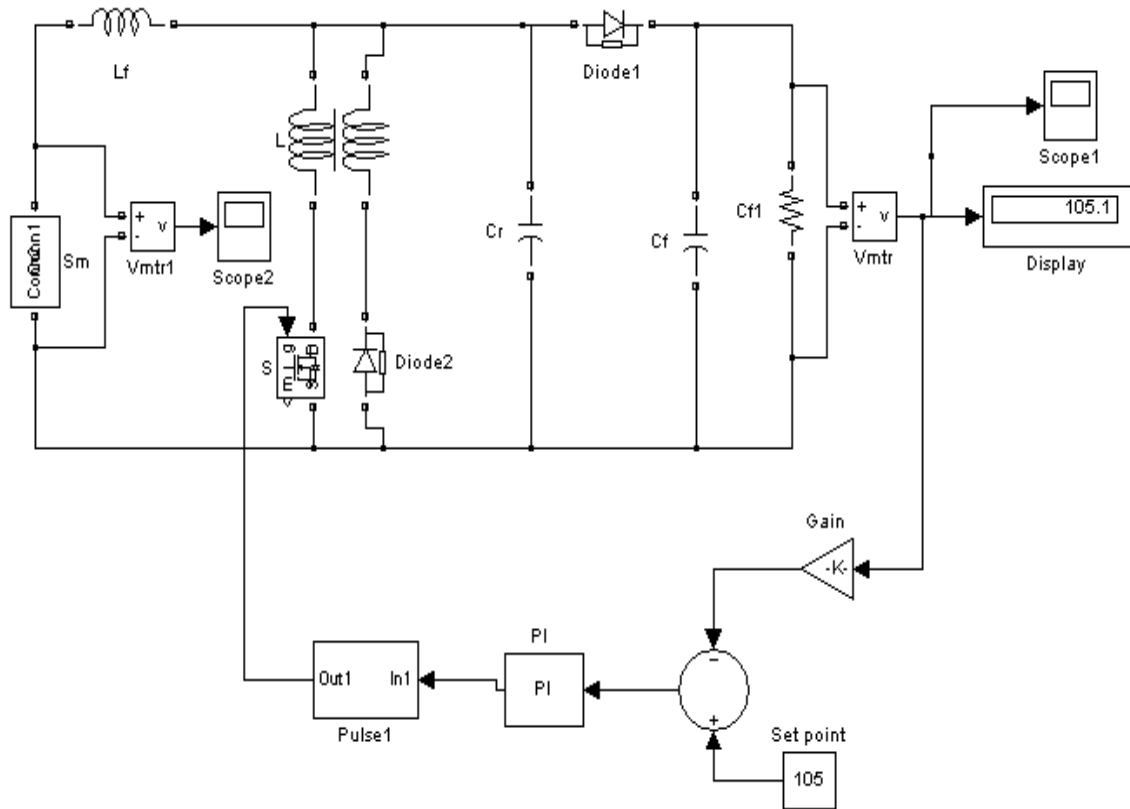 Lf
Diode1
Scope1
L
Cr
Cf
Cf1
+
-
v
Vmtr
105.1
Display
Sm
+
-
v
Vmtr1
Scope2
S
g
D
m
S
Diode2
Gain
-K-
PI
PI
Out1
In1
Pulse1
-
+
Set point
105